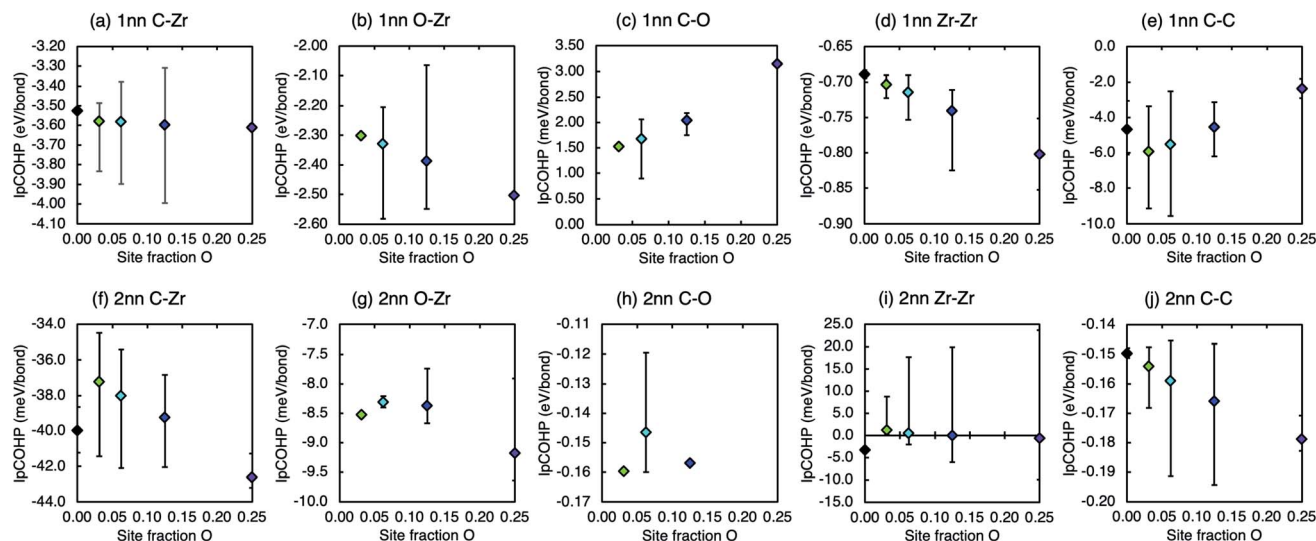 (a) 1nn C-Zr
(b) 1nn O-Zr
(c) 1nn C-O
(d) 1nn Zr-Zr
(e) 1nn C-C
IpCOHP (eV/bond)
-3.20
-3.30
-3.40
-3.50
-3.60
-3.70
-3.80
-3.90
-4.00
-4.10
0.00 0.05 0.10 0.15 0.20 0.25
Site fraction O
IpCOHP (eV/bond)
-2.00
-2.10
-2.20
-2.30
-2.40
-2.50
-2.60
0.00 0.05 0.10 0.15 0.20 0.25
Site fraction O
IpCOHP (meV/bond)
3.50
3.00
2.50
2.00
1.50
1.00
0.50
0.00
0.00 0.05 0.10 0.15 0.20 0.25
Site fraction O
IpCOHP (eV/bond)
-0.65
-0.70
-0.75
-0.80
-0.85
-0.90
0.00 0.05 0.10 0.15 0.20 0.25
Site fraction O
IpCOHP (meV/bond)
0.0
-2.0
-4.0
-6.0
-8.0
-10.0
0.00 0.05 0.10 0.15 0.20 0.25
Site fraction O
(f) 2nn C-Zr
(g) 2nn O-Zr
(h) 2nn C-O
(i) 2nn Zr-Zr
(j) 2nn C-C
IpCOHP (meV/bond)
-34.0
-36.0
-38.0
-40.0
-42.0
-44.0
0.00 0.05 0.10 0.15 0.20 0.25
Site fraction O
IpCOHP (meV/bond)
-7.0
-7.5
-8.0
-8.5
-9.0
-9.5
-10.0
0.00 0.05 0.10 0.15 0.20 0.25
Site fraction O
IpCOHP (eV/bond)
-0.11
-0.12
-0.13
-0.14
-0.15
-0.16
-0.17
0.00 0.05 0.10 0.15 0.20 0.25
Site fraction O
IpCOHP (meV/bond)
25.0
20.0
15.0
10.0
5.0
0.0
-5.0
-10.0
-15.0
0.00 0.05 0.10 0.15 0.20 0.25
Site fraction O
IpCOHP (eV/bond)
-0.14
-0.15
-0.16
-0.17
-0.18
-0.19
-0.20
0.00 0.05 0.10 0.15 0.20 0.25
Site fraction O